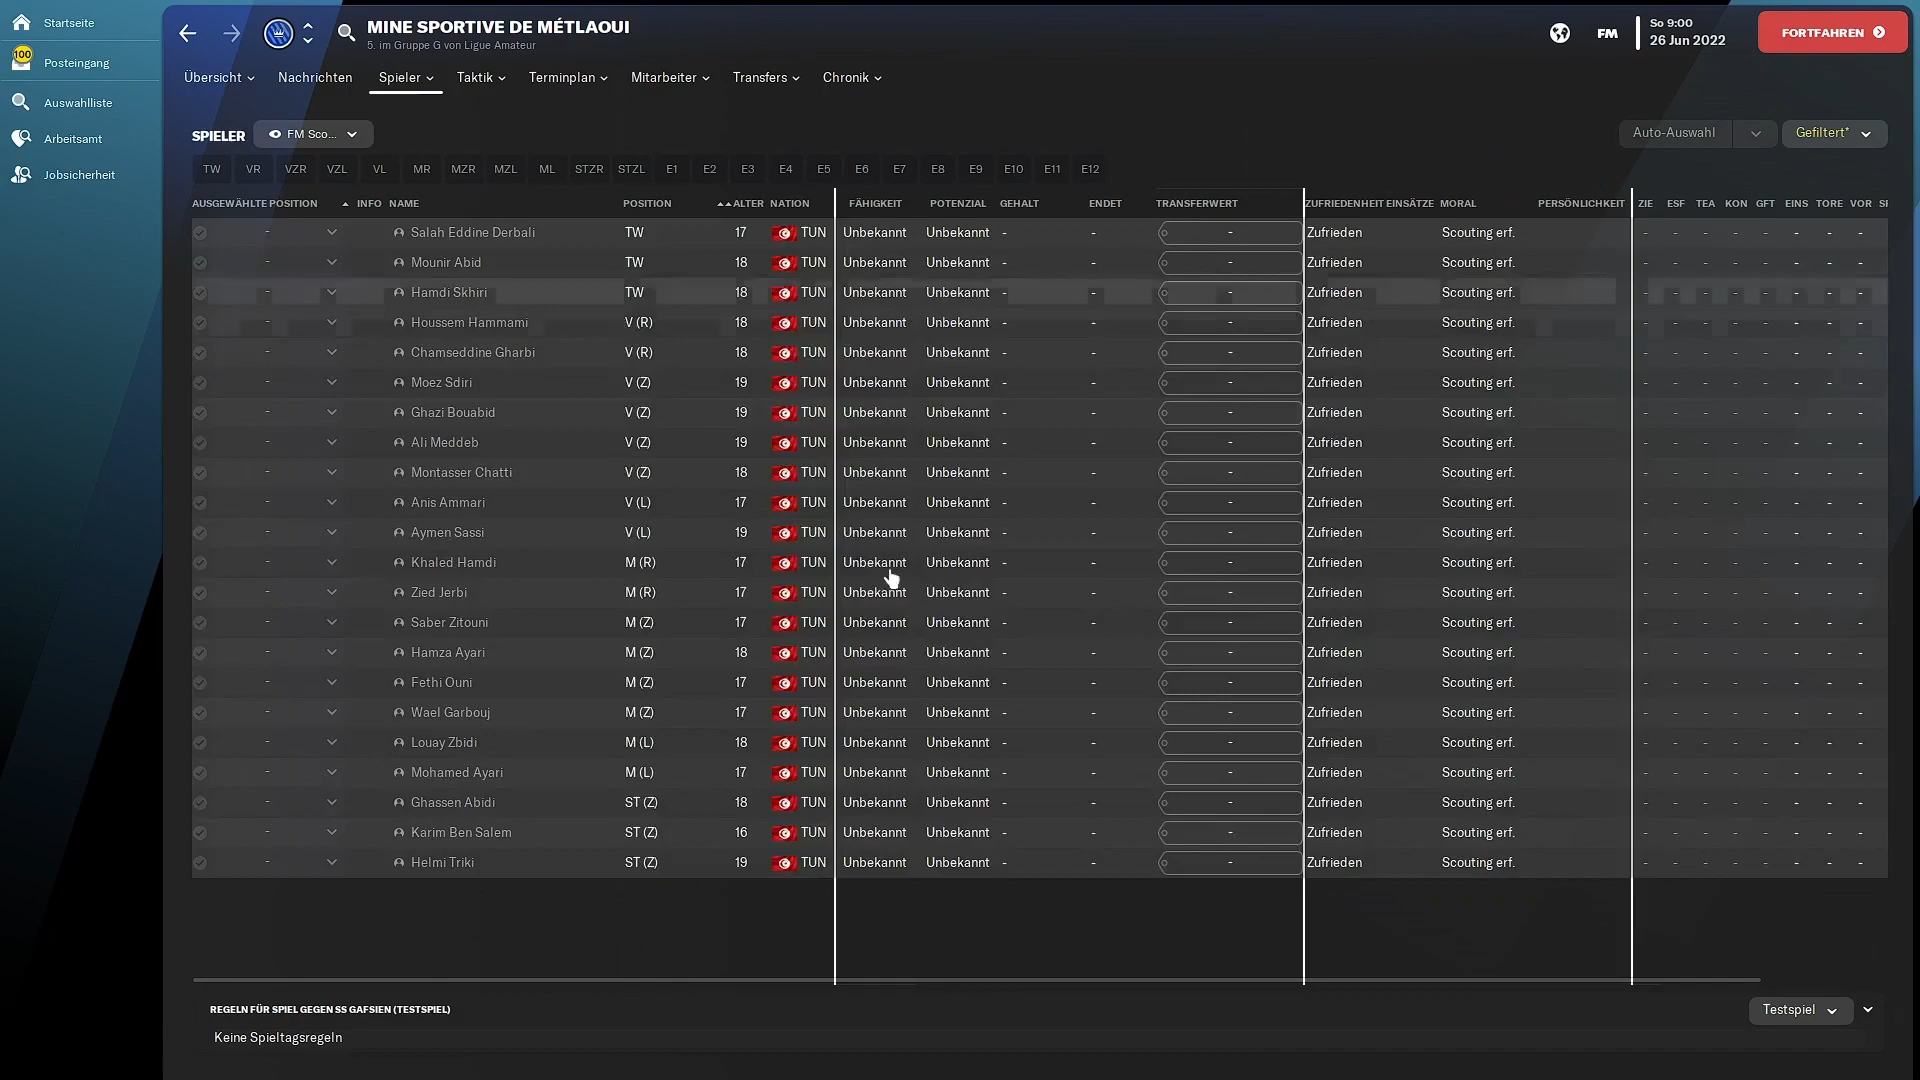 Startseite
100
Posteingang
Auswahlliste
Arbeitsamt
Jobsicherheit
MINE SPORTIVE DE MÉTLAOUI
5. im Gruppe G von Ligue Amateur
FM
So 9:00
26 Jun 2022
FORTFAHREN
Übersicht Nachrichten Spieler Taktik Terminplan Mitarbeiter Transfers Chronik
SPIELER FM Sco... Auto-Auswahl Gefiltert*
TW VR VZR VZL VL MR MZR MZL ML STZR STZL E1 E2 E3 E4 E5 E6 E7 E8 E9 E10 E11 E12
AUSGEWÄHLTE POSITION INFO NAME POSITION ALTER NATION FÄHIGKEIT POTENZIAL GEHALT ENDET TRANSFERWERT ZUFRIEDENHEIT EINSÄTZE MORAL PERSÖNLICHKEIT ZIE ESF TEA KON GFT EINS TORE VOR
- Salah Eddine Derbali TW 17 TUN Unbekannt Unbekannt - - - Zufrieden Scouting erf. - - - - - - - -
- Mounir Abid TW 18 TUN Unbekannt Unbekannt - - - Zufrieden Scouting erf. - - - - - - - -
- Hamdi Skhiri TW 18 TUN Unbekannt Unbekannt - - - Zufrieden Scouting erf. - - - - - - - -
- Houssem Hammami V (R) 18 TUN Unbekannt Unbekannt - - - Zufrieden Scouting erf. - - - - - - - -
- Chamseddine Gharbi V (R) 18 TUN Unbekannt Unbekannt - - - Zufrieden Scouting erf. - - - - - - - -
- Moez Sdiri V (Z) 19 TUN Unbekannt Unbekannt - - - Zufrieden Scouting erf. - - - - - - - -
- Ghazi Bouabid V (Z) 19 TUN Unbekannt Unbekannt - - - Zufrieden Scouting erf. - - - - - - - -
- Ali Meddeb V (Z) 19 TUN Unbekannt Unbekannt - - - Zufrieden Scouting erf. - - - - - - - -
- Montasser Chatti V (Z) 18 TUN Unbekannt Unbekannt - - - Zufrieden Scouting erf. - - - - - - - -
- Anis Ammari V (L) 17 TUN Unbekannt Unbekannt - - - Zufrieden Scouting erf. - - - - - - - -
- Aymen Sassi V (L) 19 TUN Unbekannt Unbekannt - - - Zufrieden Scouting erf. - - - - - - - -
- Khaled Hamdi M (R) 17 TUN Unbekannt Unbekannt - - - Zufrieden Scouting erf. - - - - - - - -
- Zied Jerbi M (R) 17 TUN Unbekannt Unbekannt - - - Zufrieden Scouting erf. - - - - - - - -
- Saber Zitouni M (Z) 17 TUN Unbekannt Unbekannt - - - Zufrieden Scouting erf. - - - - - - - -
- Hamza Ayari M (Z) 18 TUN Unbekannt Unbekannt - - - Zufrieden Scouting erf. - - - - - - - -
- Fethi Ouni M (Z) 17 TUN Unbekannt Unbekannt - - - Zufrieden Scouting erf. - - - - - - - -
- Wael Garbouj M (Z) 17 TUN Unbekannt Unbekannt - - - Zufrieden Scouting erf. - - - - - - - -
- Louay Zbidi M (L) 18 TUN Unbekannt Unbekannt - - - Zufrieden Scouting erf. - - - - - - - -
- Mohamed Ayari M (L) 17 TUN Unbekannt Unbekannt - - - Zufrieden Scouting erf. - - - - - - - -
- Ghassen Abidi ST (Z) 18 TUN Unbekannt Unbekannt - - - Zufrieden Scouting erf. - - - - - - - -
- Karim Ben Salem ST (Z) 16 TUN Unbekannt Unbekannt - - - Zufrieden Scouting erf. - - - - - - - -
- Helmi Triki ST (Z) 19 TUN Unbekannt Unbekannt - - - Zufrieden Scouting erf. - - - - - - - -
REGELN FÜR SPIEL GEGEN SS GAFSIEN (TESTSPIEL) Testspiel
Keine Spieltagsregeln